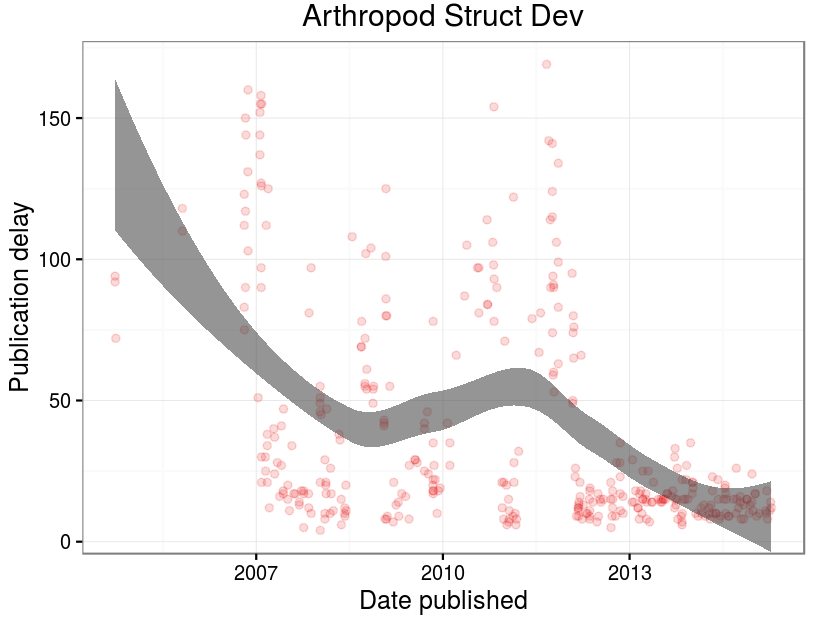 Arthropod Struct Dev
Publication delay
150
100
50
0
2007 2010 2013
Date published